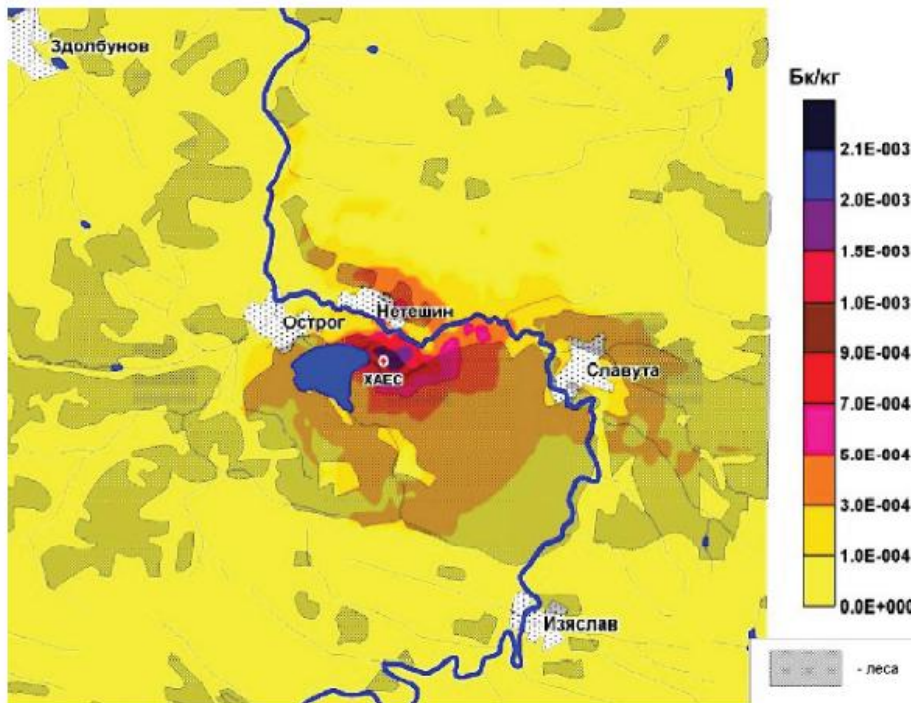 Здолбунов
Бк/кг
2.1E-003
2.0E-003
1.5E-003
1.0E-003
9.0E-004
7.0E-004
5.0E-004
3.0E-004
1.0E-004
0.0E+000
Нетешин
Острог
ХАЕС
Славута
Изяслав
- леса